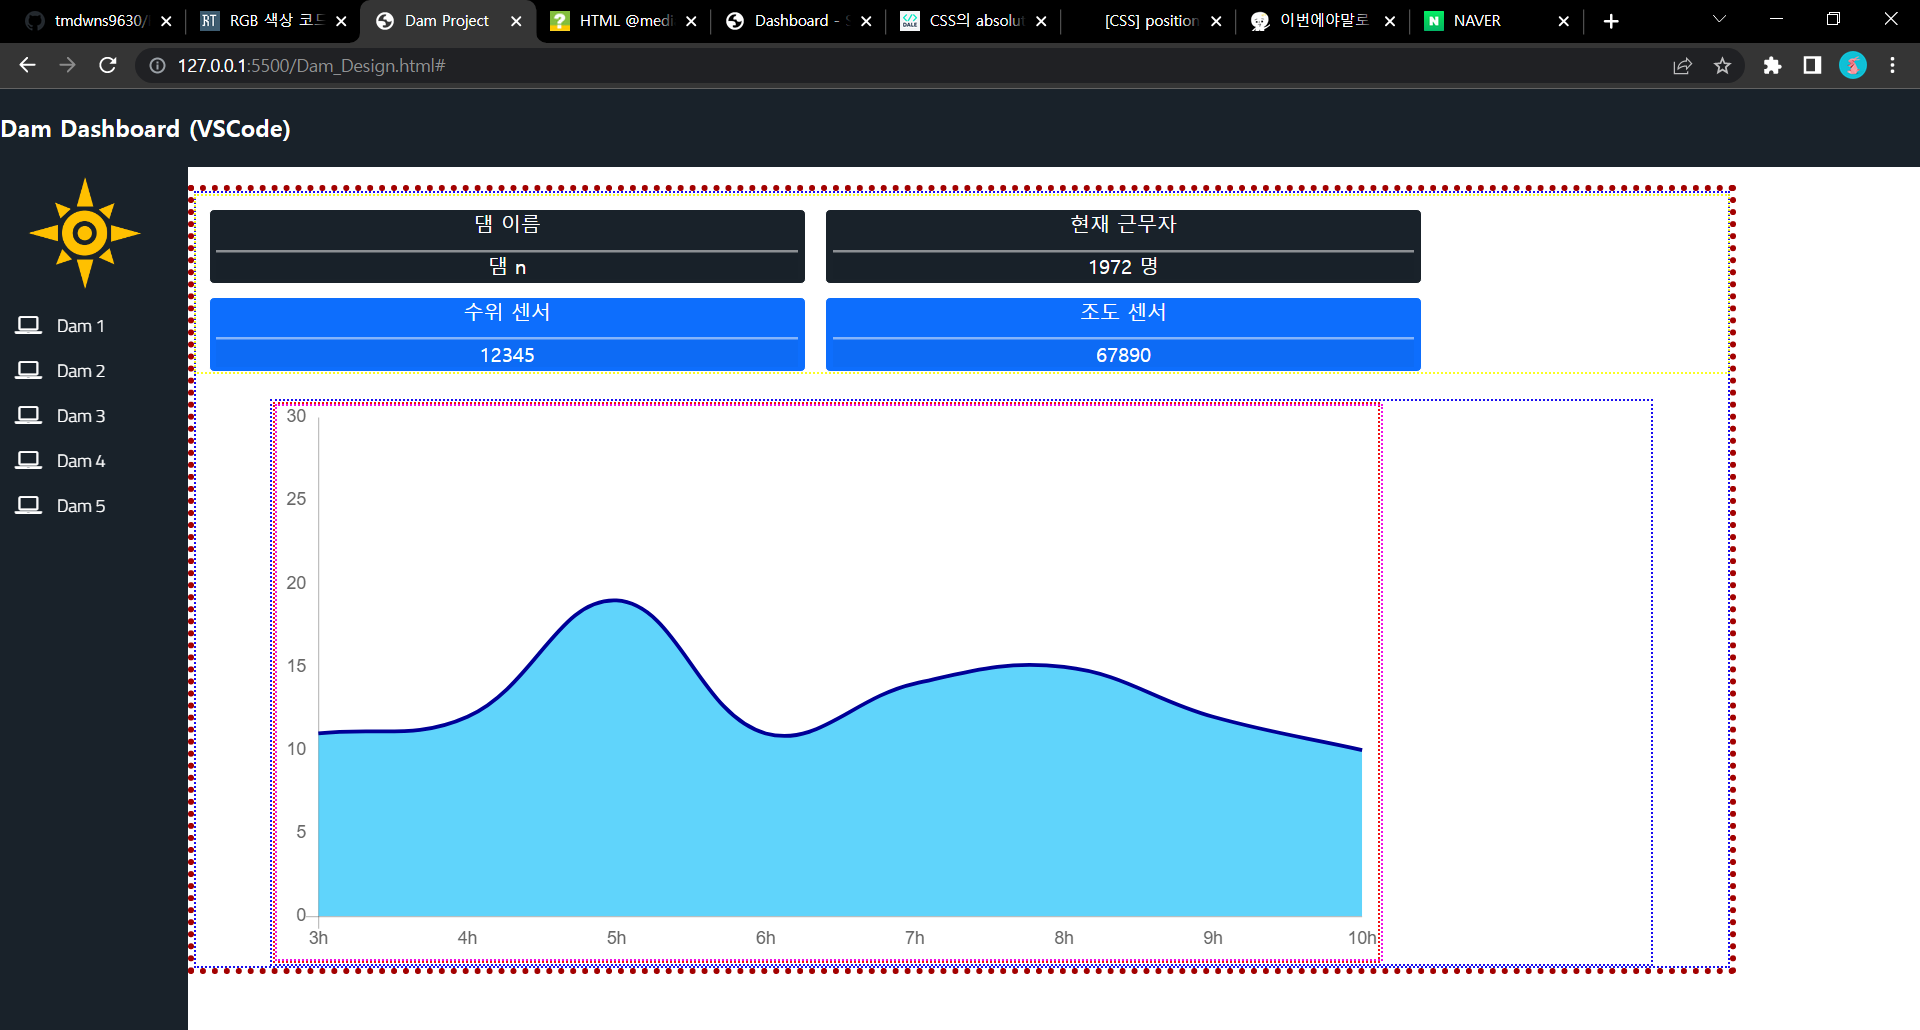 tmdwns9630/
RT RGB 색상 코드
Dam Project
HTML @medi
Dashboard - S
DALE CSS의 absolut
[CSS] position
이번에야말로
N NAVER
127.0.0.1:5500/Dam_Design.html#
Dam Dashboard (VSCode)
댐 이름
댐 n
현재 근무자
1972 명
수위 센서
12345
조도 센서
67890
Dam 1
Dam 2
Dam 3
Dam 4
Dam 5
30
25
20
15
10
5
0
3h 4h 5h 6h 7h 8h 9h 10h